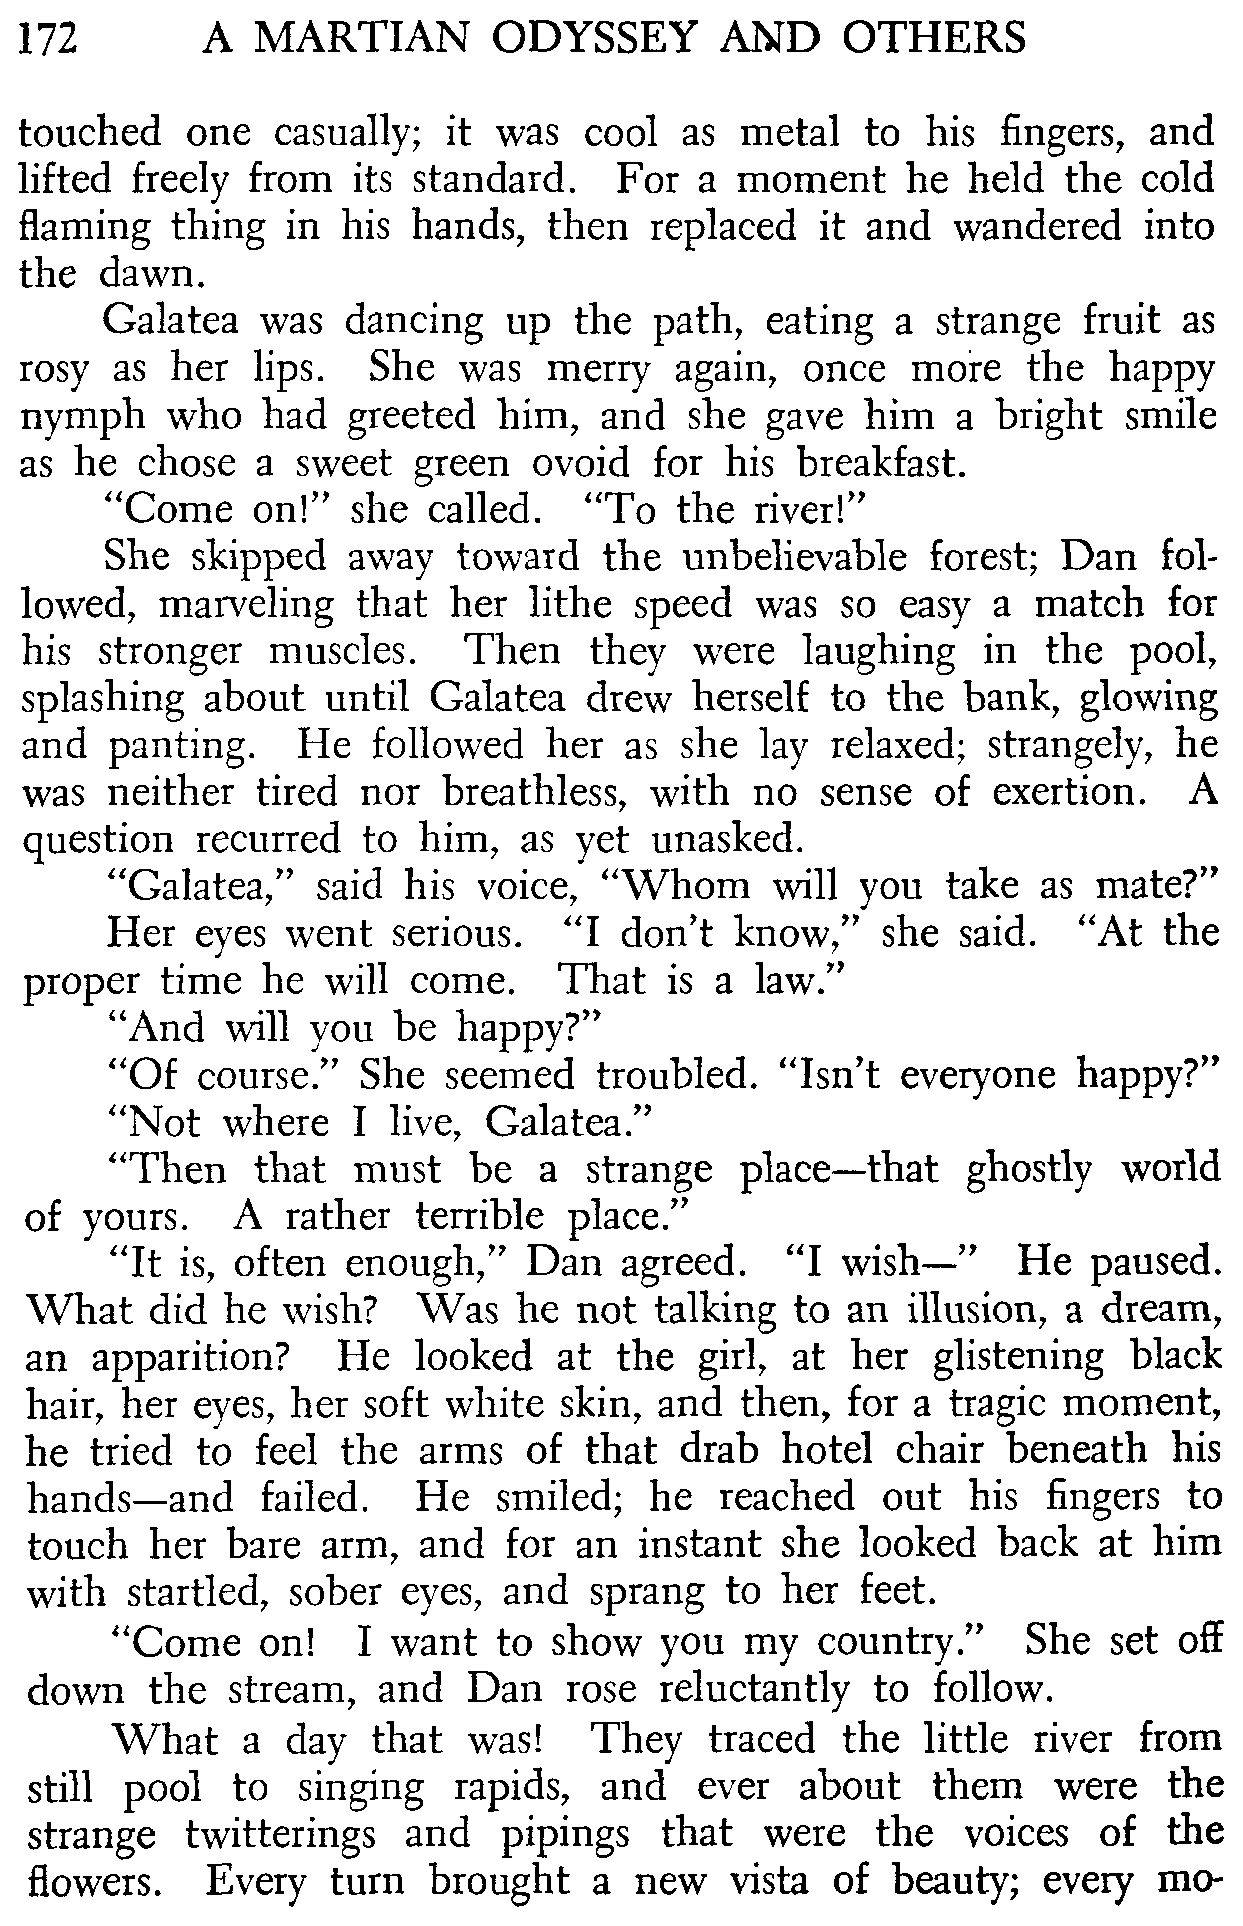 172 A MARTIAN ODYSSEY AND OTHERS
touched one casually; it was cool as metal to his fingers, and
lifted freely from its standard. For a moment he held the cold
flaming thing in his hands, then replaced it and wandered into
the dawn.
Galatea was dancing up the path, eating a strange fruit as
rosy as her lips. She was merry again, once more the happy
nymph who had greeted him, and she gave him a bright smile
as he chose a sweet green ovoid for his breakfast.
"Come on!" she called. "To the river!"
She skipped away toward the unbelievable forest; Dan fol-
lowed, marveling that her lithe speed was so easy a match for
his stronger muscles. Then they were laughing in the pool,
splashing about until Galatea drew herself to the bank, glowing
and panting. He followed her as she lay relaxed; strangely, he
was neither tired nor breathless, with no sense of exertion. A
question recurred to him, as yet unasked.
"Galatea," said his voice, "Whom will you take as mate?"
Her eyes went serious. "I don't know," she said. "At the
proper time he will come. That is a law."
"And will you be happy?"
"Of course." She seemed troubled. "Isn't everyone happy?"
"Not where I live, Galatea."
"Then that must be a strange place—that ghostly world
of yours. A rather terrible place."
"It is, often enough," Dan agreed. "I wish—" He paused.
What did he wish? Was he not talking to an illusion, a dream,
an apparition? He looked at the girl, at her glistening black
hair, her eyes, her soft white skin, and then, for a tragic moment,
he tried to feel the arms of that drab hotel chair beneath his
hands—and failed. He smiled; he reached out his fingers to
touch her bare arm, and for an instant she looked back at him
with startled, sober eyes, and sprang to her feet.
"Come on! I want to show you my country." She set off
down the stream, and Dan rose reluctantly to follow.
What a day that was! They traced the little river from
still pool to singing rapids, and ever about them were the
strange twitterings and pipings that were the voices of the
flowers. Every turn brought a new vista of beauty; every mo-